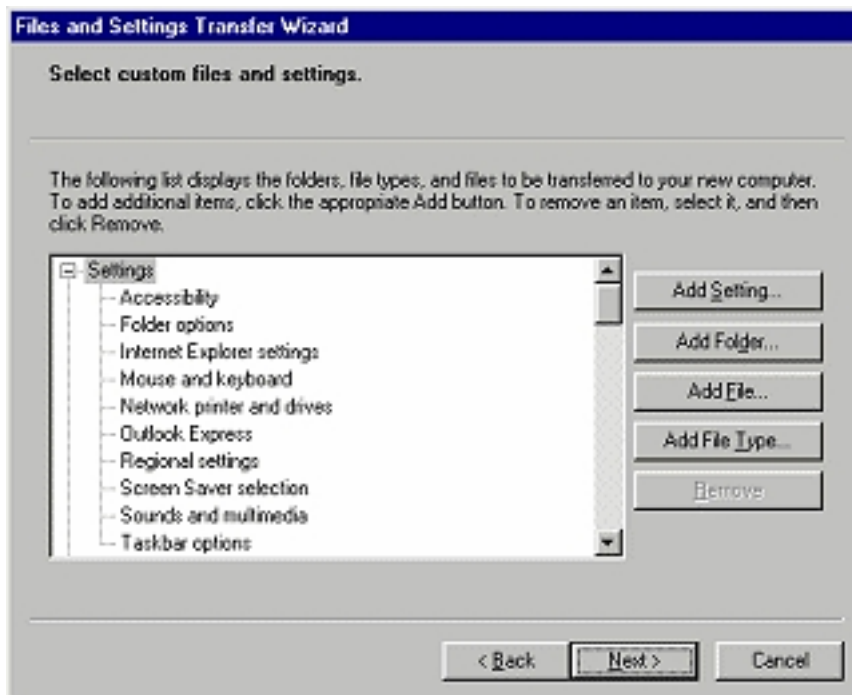 Files and Settings Transfer Wizard
Select custom files and settings.
The following list displays the folders, file types, and files to be transferred to your new computer.
To add additional items, click the appropriate Add button. To remove an item, select it, and then
click Remove.
Settings
Accessibility
Folder options
Internet Explorer settings
Mouse and keyboard
Network printer and drives
Outlook Express
Regional settings
Screen Saver selection
Sounds and multimedia
Taskbar options
Add Setting...
Add Folder...
Add File...
Add File Type...
Remove
< Back
Next >
Cancel